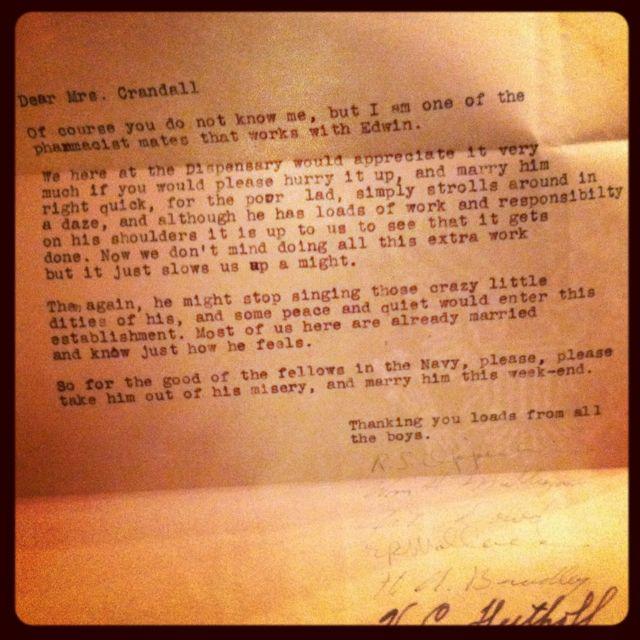 Dear Mrs. Crandall
Of course you do not know me, but I am one of the
phammacist mates that works with Edwin.
We here at the Dispensary would appreciate it very
much if you would please hurry it up, and marry him
right quick, for the poor lad, simply strolls around in
a daze, and although he has loads of work and responsibilty
on his shoulders it is up to us to see that it gets
done. Now we don't mind doing all this extra work
but it just slows us up a might.
Then again, he might stop singing those crazy little
dities of his, and some peace and quiet would enter this
establishment. Most of us here are already married
and know just how he feels.
So for the good of the fellows in the Navy, please, please
take him out of his misery, and marry him this week-end.
Thanking you loads from all
the boys.
R.S.
Wm
Wallace
H. A. Bradley